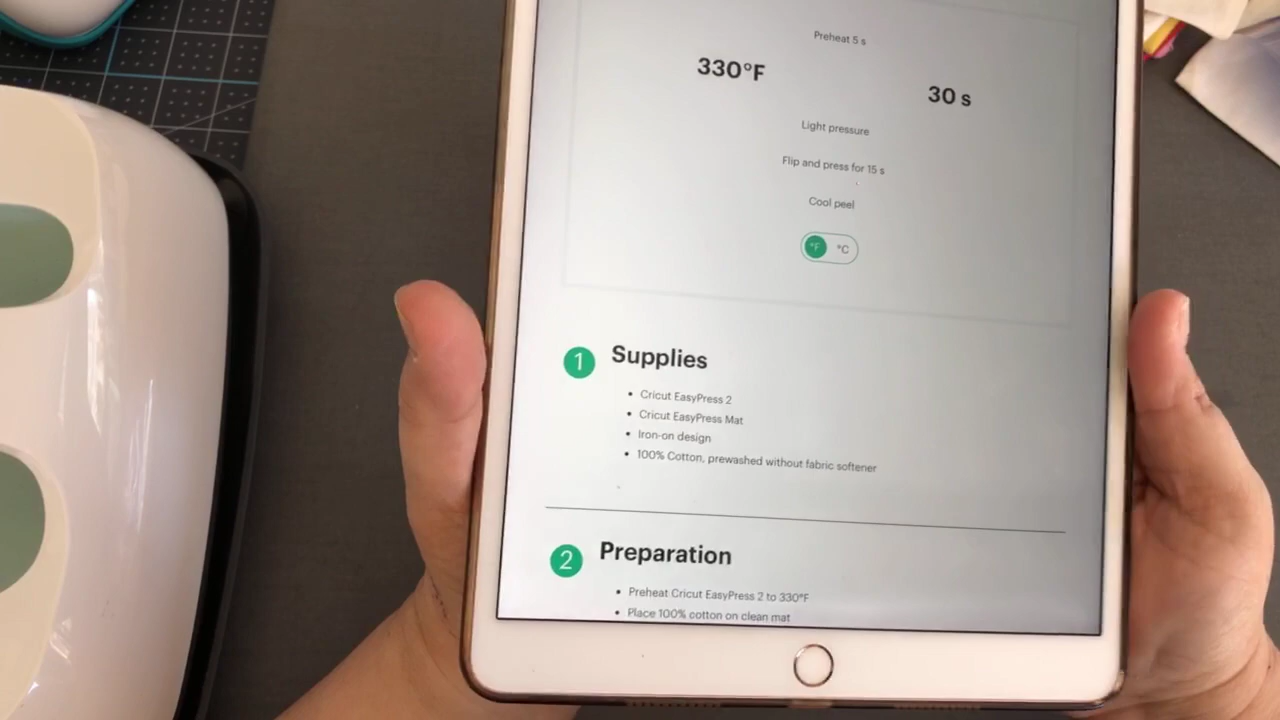 Preheat 5 s
330°F
30 s
Light pressure
Flip and press for 15 s
Cool peel
°F °C
1 Supplies
• Cricut EasyPress 2
• Cricut EasyPress Mat
• Iron-on design
• 100% Cotton, prewashed without fabric softener
2 Preparation
• Preheat Cricut EasyPress 2 to 330°F
• Place 100% cotton on clean mat